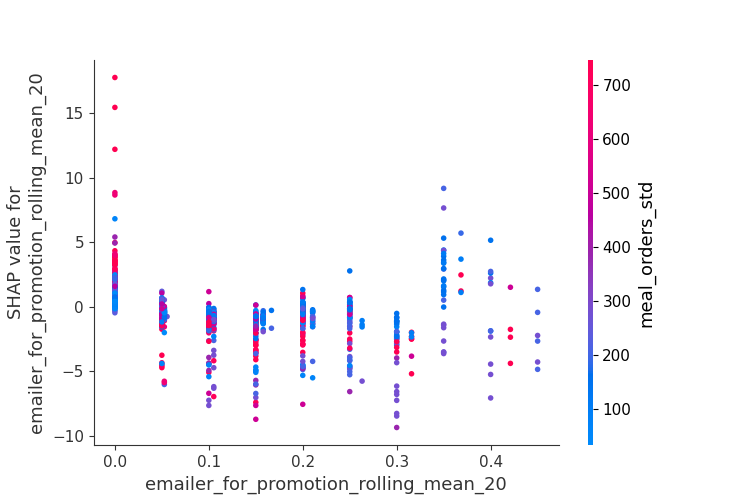 15
10
5
0
−5
−10
SHAP value for
emailer_for_promotion_rolling_mean_20
0.0 0.1 0.2 0.3 0.4
emailer_for_promotion_rolling_mean_20
700
600
500
400
300
200
100
meal_orders_std